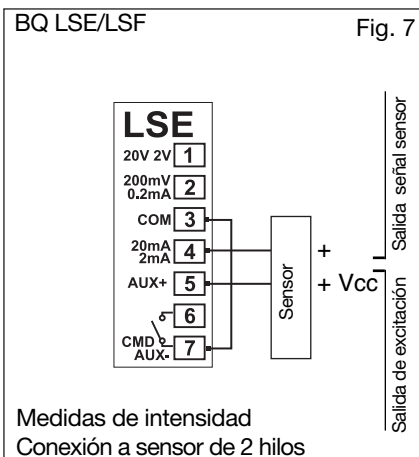 BQ LSE/LSF
Fig. 7
LSE
20V 2V 1
200mV
0.2mA 2
COM 3
20mA
2mA 4
AUX+ 5
6
CMD
AUX- 7
Sensor
+
+ Vcc
Salida señal sensor
Salida de excitación
Medidas de intensidad
Conexión a sensor de 2 hilos